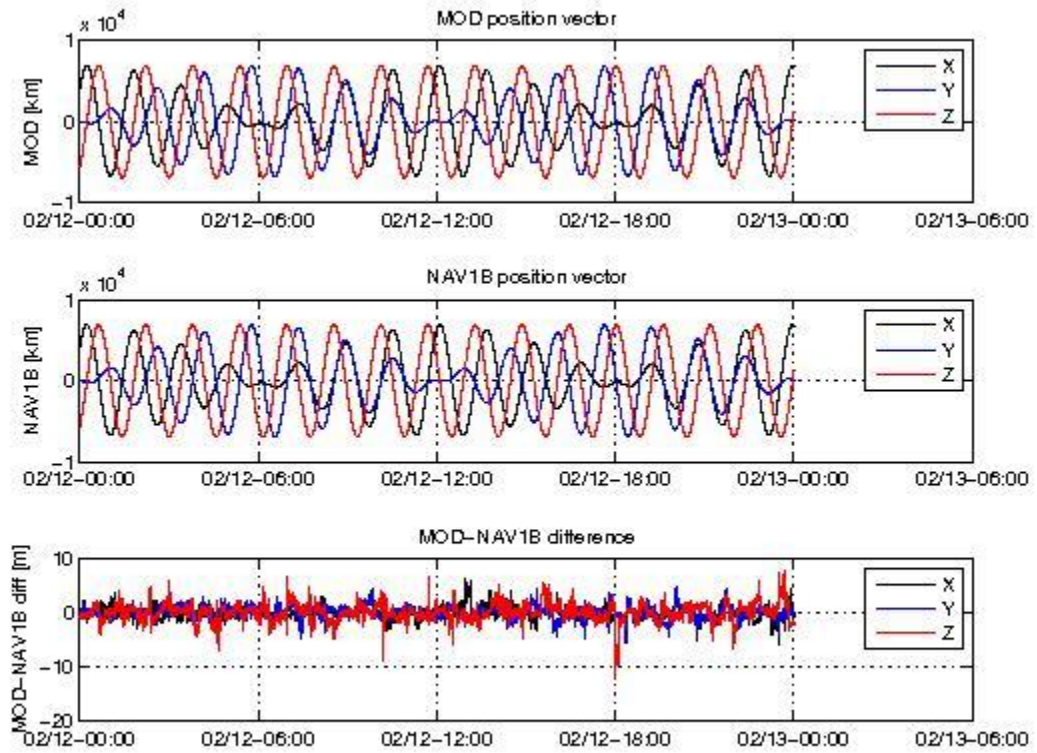 MOD position vector
x 10^4
1
0
−1
MOD [km]
X
Y
Z
02/12−00:00 02/12−06:00 02/12−12:00 02/12−18:00 02/13−00:00 02/13−06:00
NAV1B position vector
x 10^4
1
0
−1
NAV1B [km]
X
Y
Z
02/12−00:00 02/12−06:00 02/12−12:00 02/12−18:00 02/13−00:00 02/13−06:00
MOD−NAV1B difference
10
0
−10
−20
MOD−NAV1B diff [m]
X
Y
Z
02/12−00:00 02/12−06:00 02/12−12:00 02/12−18:00 02/13−00:00 02/13−06:00